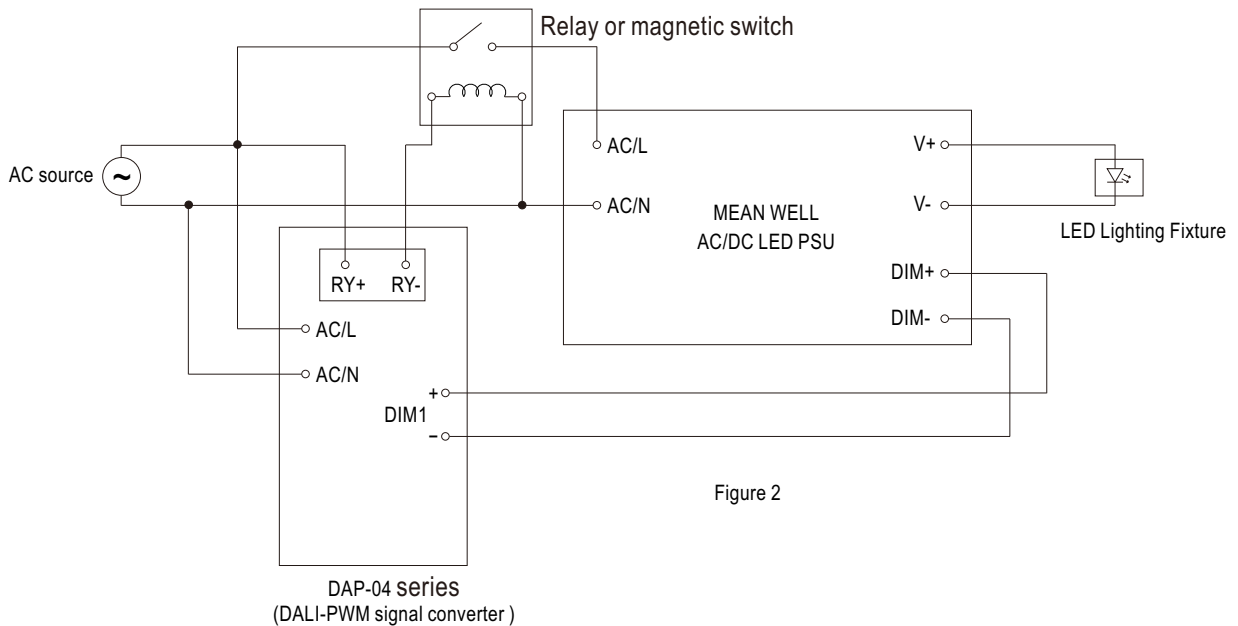 Relay or magnetic switch
AC source
~
AC/L
V+
AC/N
V-
MEAN WELL
AC/DC LED PSU
LED Lighting Fixture
DIM+
DIM-
RY+ RY-
AC/L
AC/N
+
DIM1
-
Figure 2
DAP-04 series
(DALI-PWM signal converter )